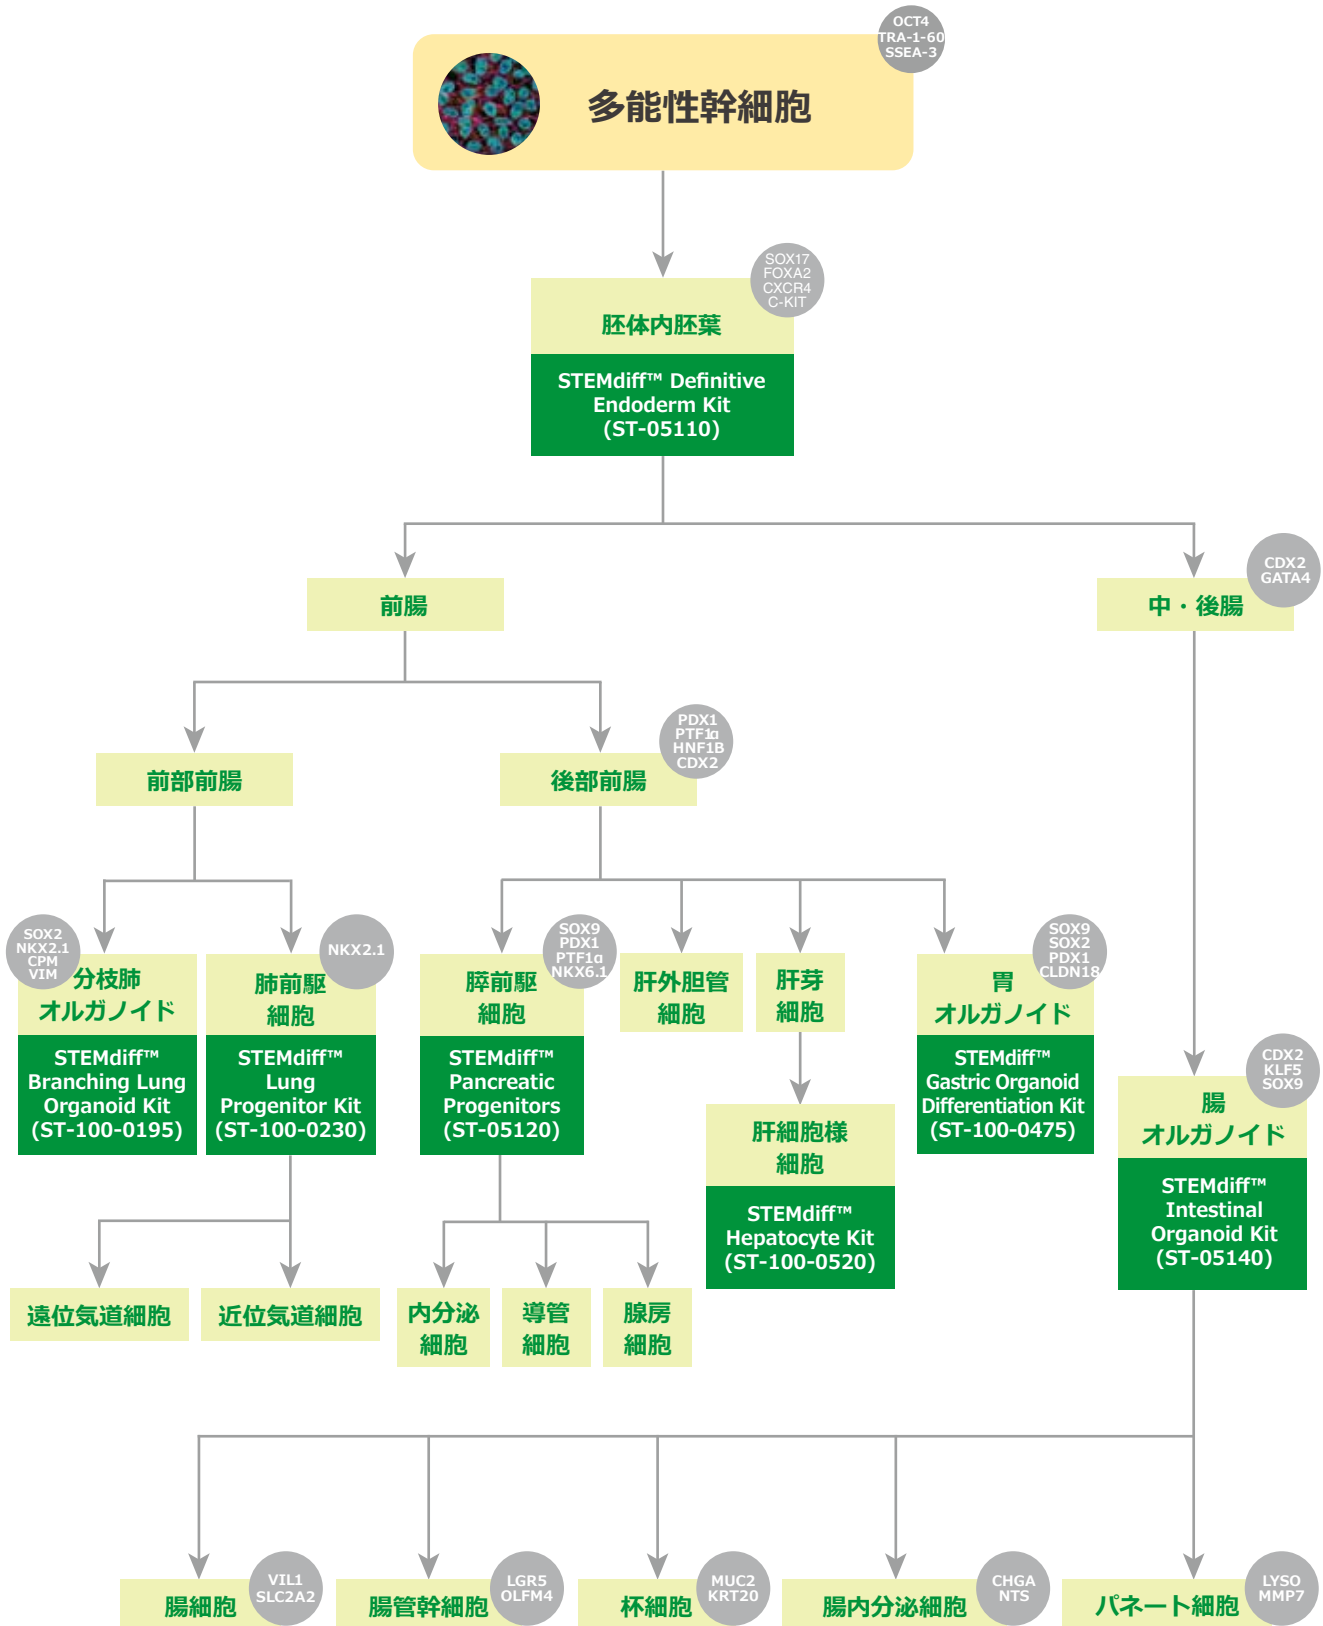 OCT4
TRA-1-60
SSEA-3
多能性幹細胞
SOX17
FOXA2
CXCR4
C-KIT
胚体内胚葉
STEMdiff™ Definitive
Endoderm Kit
(ST-05110)
前腸
CDX2
GATA4
中・後腸
前部前腸
PDX1
PTF1α
HNF1B
CDX2
後部前腸
SOX2
NKX2.1
CPM
VIM
分枝肺
オルガノイド
STEMdiff™
Branching Lung
Organoid Kit
(ST-100-0195)
NKX2.1
肺前駆
細胞
STEMdiff™
Lung
Progenitor Kit
(ST-100-0230)
SOX9
PDX1
PTF1α
NKX6.1
膵前駆
細胞
STEMdiff™
Pancreatic
Progenitors
(ST-05120)
肝外胆管
細胞
肝芽
細胞
肝細胞様
細胞
STEMdiff™
Hepatocyte Kit
(ST-100-0520)
SOX9
SOX2
PDX1
CLDN18
胃
オルガノイド
STEMdiff™
Gastric Organoid
Differentiation Kit
(ST-100-0475)
CDX2
KLF5
SOX9
腸
オルガノイド
STEMdiff™
Intestinal
Organoid Kit
(ST-05140)
遠位気道細胞
近位気道細胞
内分泌
細胞
導管
細胞
腺房
細胞
VIL1
SLC2A2
腸細胞
LGR5
OLFM4
腸管幹細胞
MUC2
KRT20
杯細胞
CHGA
NTS
腸内分泌細胞
LYSO
MMP7
パネート細胞